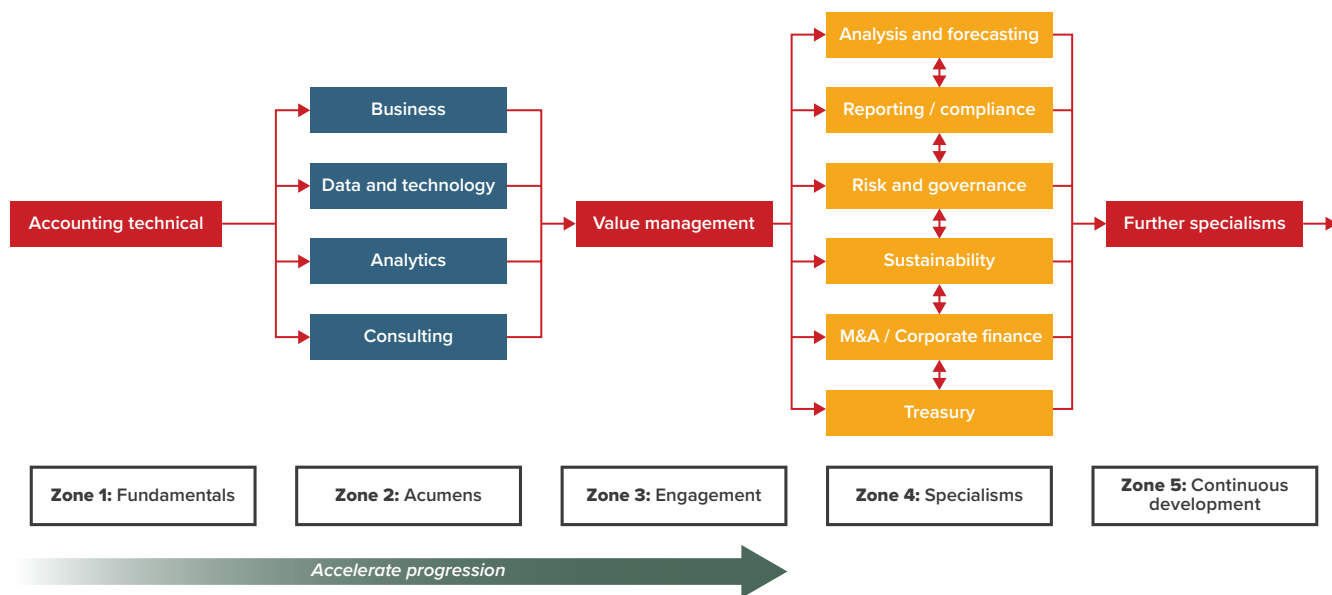 Analysis and forecasting
Business
Reporting / compliance
Data and technology
Risk and governance
Accounting technical
Value management
Further specialisms
Analytics
Sustainability
Consulting
M&A / Corporate finance
Treasury
Zone 1: Fundamentals
Zone 2: Acumens
Zone 3: Engagement
Zone 4: Specialisms
Zone 5: Continuous
development
Accelerate progression